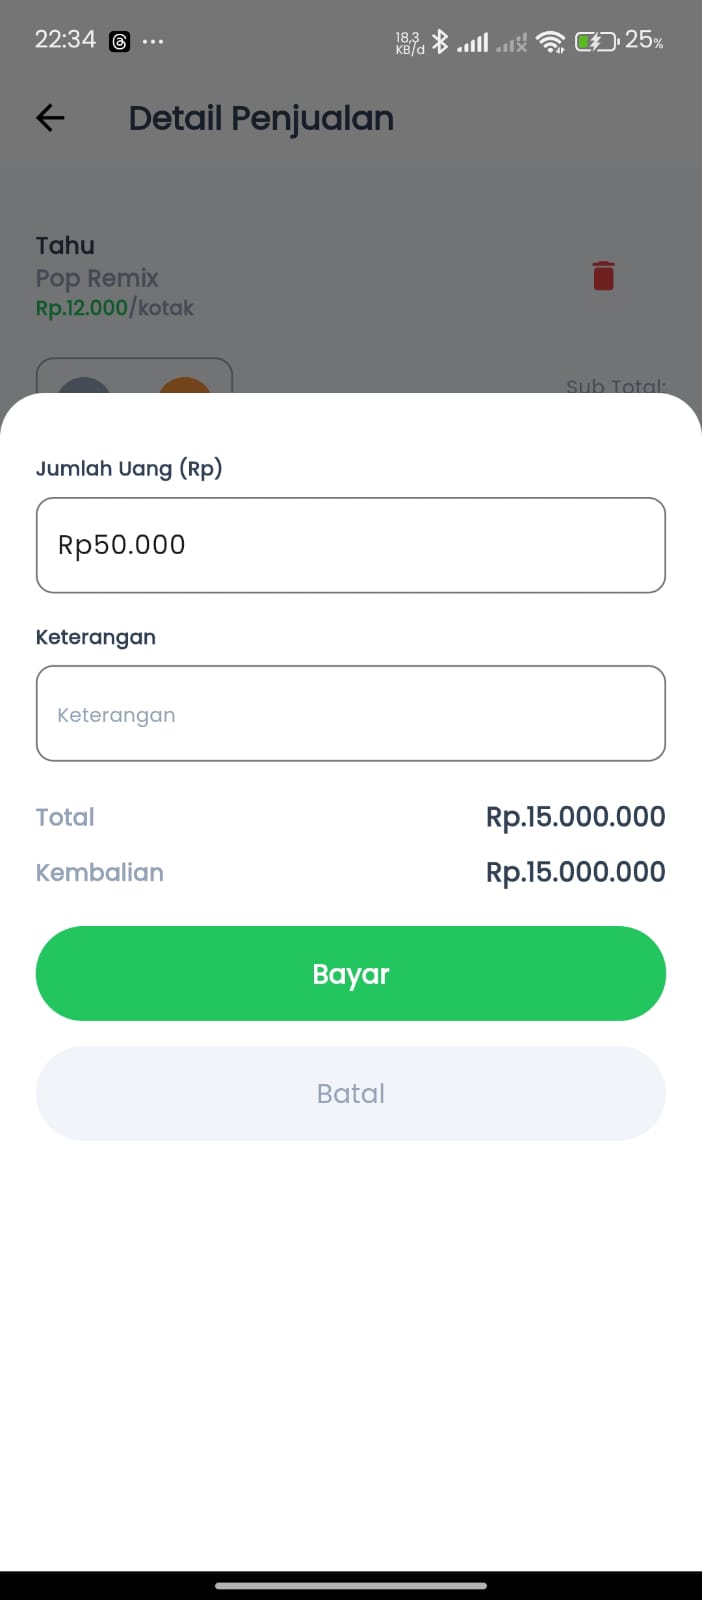 22:34 ... 18,3 KB/d 25%
Detail Penjualan
Tahu
Pop Remix
Rp.12.000/kotak
Sub Total:
Jumlah Uang (Rp)
Rp50.000
Keterangan
Keterangan
Total Rp.15.000.000
Kembalian Rp.15.000.000
Bayar
Batal